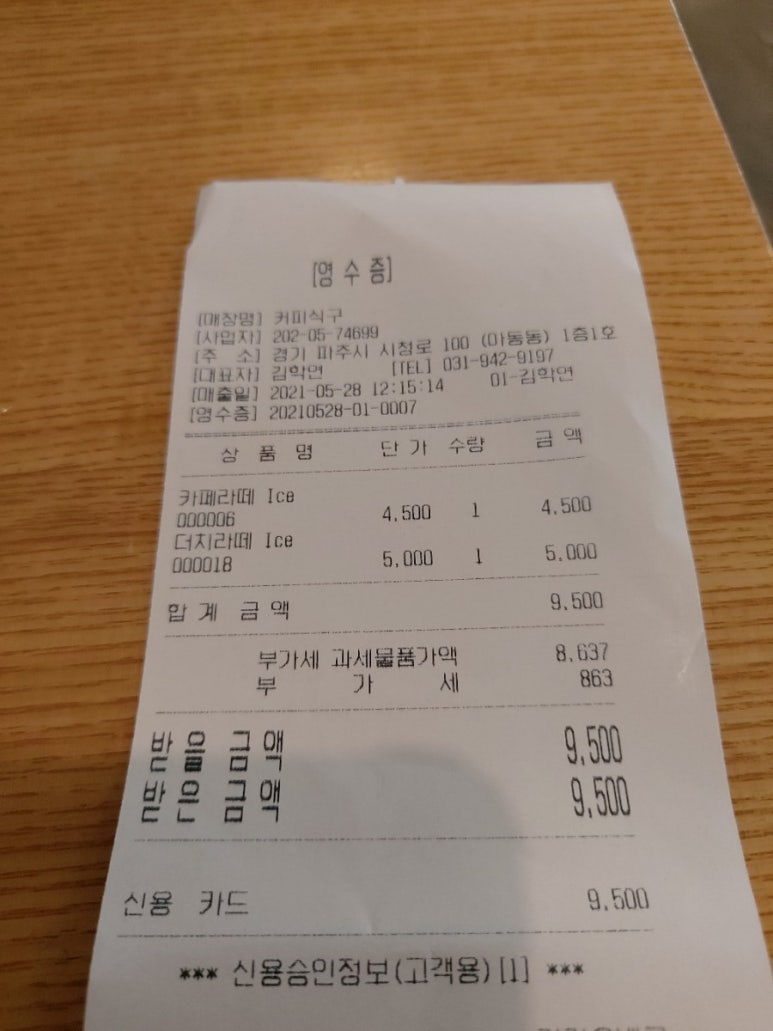 [영 수 증]
[매장명] 커피식구
[사업자] 202-05-74699
[주 소] 경기 파주시 시청로 100 (아동동) 1층1호
[대표자] 김학연 [TEL] 031-942-9197
[매출일] 2021-05-28 12:15:14 01-김학연
[영수증] 20210528-01-0007
상 품 명 단 가 수량 금 액
카페라떼 Ice
000006 4,500 1 4,500
더치라떼 Ice
000018 5,000 1 5,000
합 계 금 액 9,500
부가세 과세물품가액 8,637
부 가 세 863
받 을 금 액 9,500
받 은 금 액 9,500
신용 카드 9,500
*** 신용승인정보(고객용) [1] ***